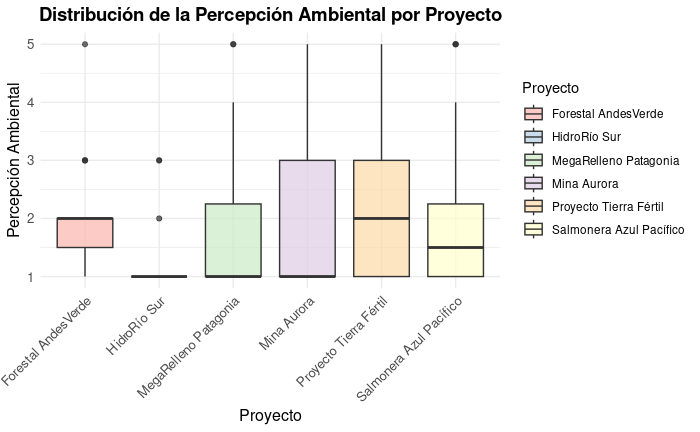 Distribución de la Percepción Ambiental por Proyecto
Percepción Ambiental
5
4
3
2
1
Forestal AndesVerde
HidroRío Sur
MegaRelleno Patagonia
Mina Aurora
Proyecto Tierra Fértil
Salmonera Azul Pacífico
Proyecto
Proyecto
Forestal AndesVerde
HidroRío Sur
MegaRelleno Patagonia
Mina Aurora
Proyecto Tierra Fértil
Salmonera Azul Pacífico